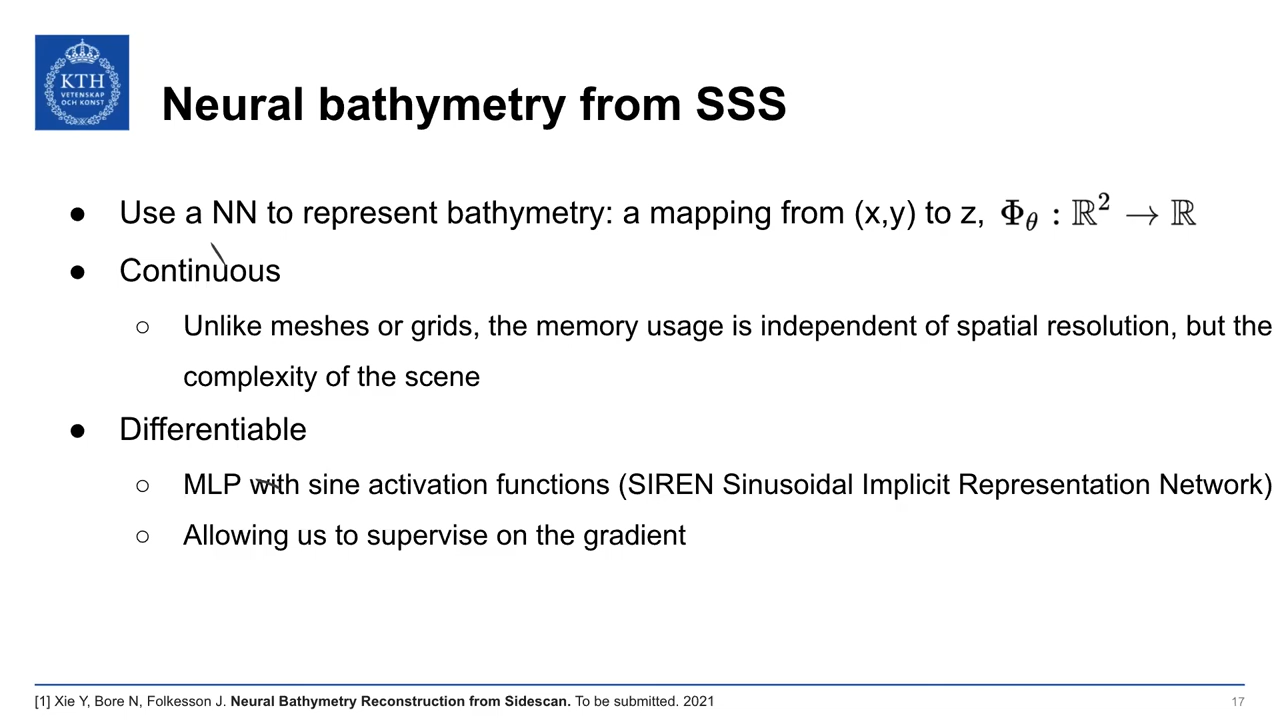 KTH
VETENSKAP
OCH KONST
Neural bathymetry from SSS
● Use a NN to represent bathymetry: a mapping from (x,y) to z, Φ_θ : ℝ² → ℝ
● Continuous
○ Unlike meshes or grids, the memory usage is independent of spatial resolution, but the
complexity of the scene
● Differentiable
○ MLP with sine activation functions (SIREN Sinusoidal Implicit Representation Network)
○ Allowing us to supervise on the gradient
[1] Xie Y, Bore N, Folkesson J. Neural Bathymetry Reconstruction from Sidescan. To be submitted. 2021
17